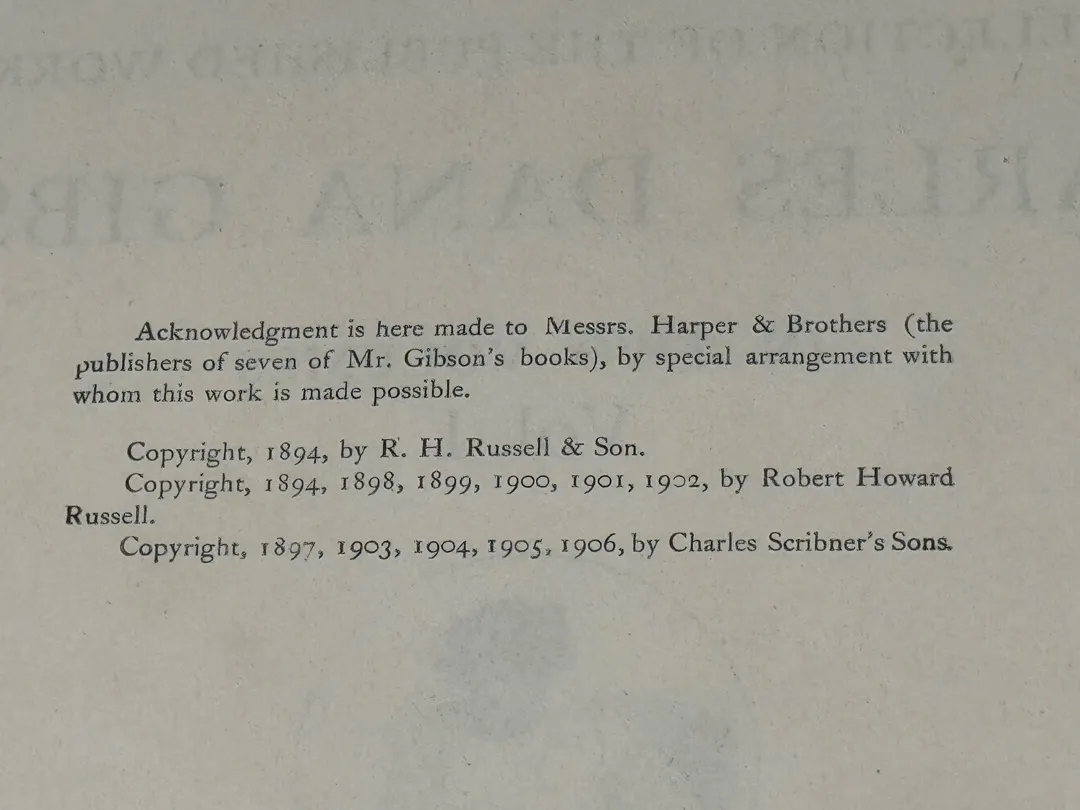 Acknowledgment is here made to Messrs. Harper & Brothers (the
publishers of seven of Mr. Gibson's books), by special arrangement with
whom this work is made possible.
Copyright, 1894, by R. H. Russell & Son.
Copyright, 1894, 1898, 1899, 1900, 1901, 1902, by Robert Howard
Russell.
Copyright, 1897, 1903, 1904, 1905, 1906, by Charles Scribner's Sons.